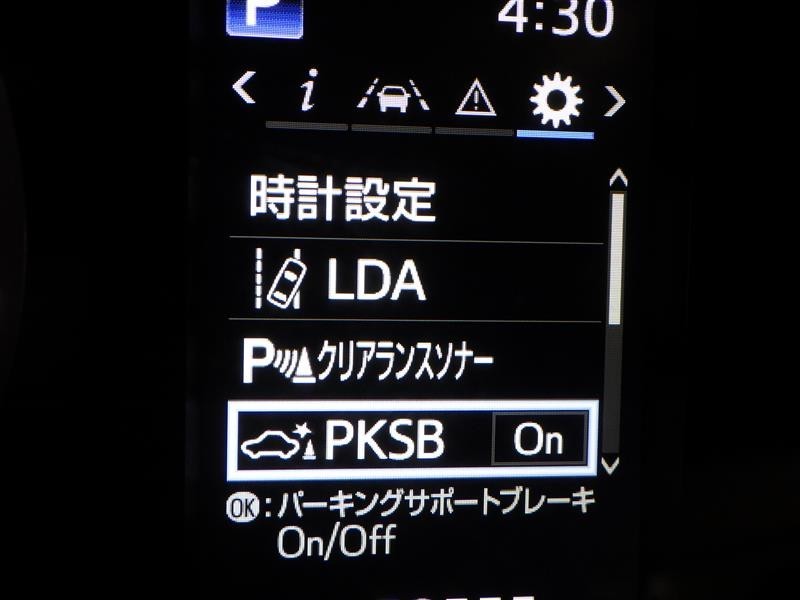 P
4:30
i
時計設定
LDA
Pクリアランスソナー
PKSB On
OK:パーキングサポートブレーキ
On/Off